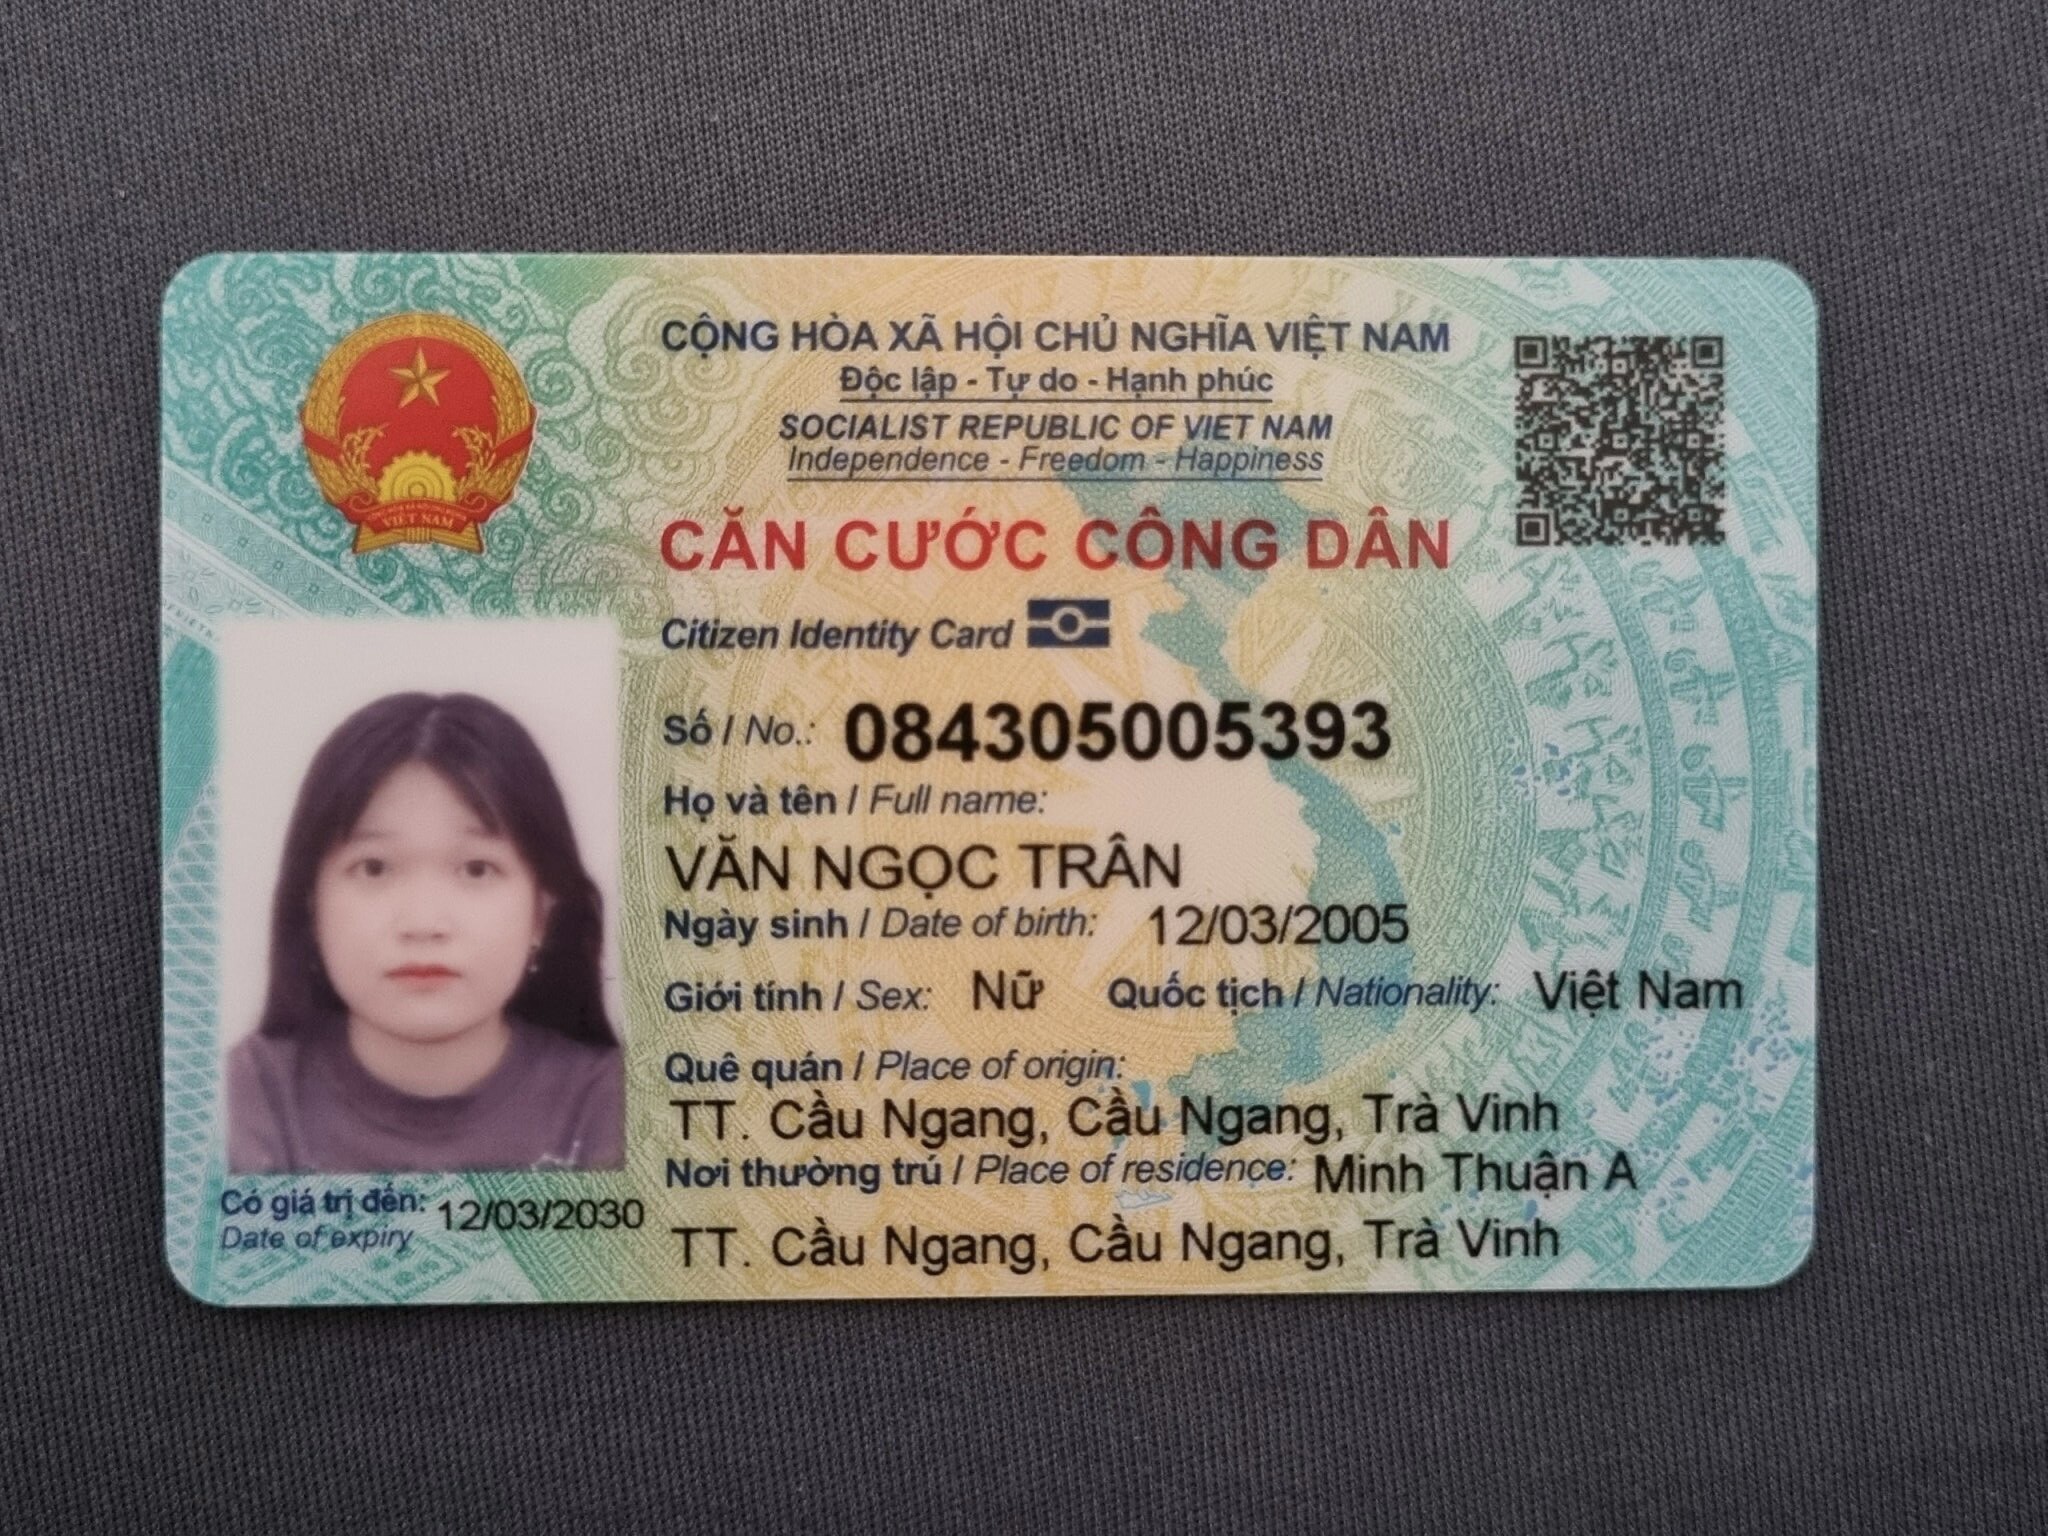 CỘNG HÒA XÃ HỘI CHỦ NGHĨA VIỆT NAM
Độc lập - Tự do - Hạnh phúc
SOCIALIST REPUBLIC OF VIET NAM
Independence - Freedom - Happiness
CĂN CƯỚC CÔNG DÂN
Citizen Identity Card
VIỆT NAM
Số / No.: 084305005393
Họ và tên / Full name:
VĂN NGỌC TRÂN
Ngày sinh / Date of birth: 12/03/2005
Giới tính / Sex: Nữ Quốc tịch / Nationality: Việt Nam
Quê quán / Place of origin:
TT. Cầu Ngang, Cầu Ngang, Trà Vinh
Nơi thường trú / Place of residence: Minh Thuận A
TT. Cầu Ngang, Cầu Ngang, Trà Vinh
Có giá trị đến: 12/03/2030
Date of expiry